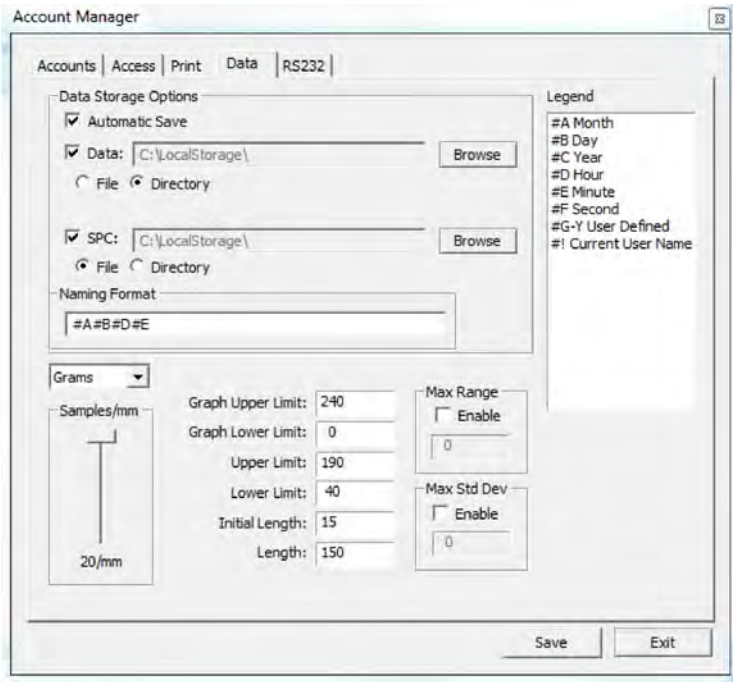 Account Manager
Accounts Access Print Data RS232
Data Storage Options
Automatic Save
Data: C:\LocalStorage\ Browse
File Directory
SPC: C:\LocalStorage\ Browse
File Directory
Naming Format
#A#B#D#E
Legend
#A Month
#B Day
#C Year
#D Hour
#E Minute
#F Second
#G-Y User Defined
#! Current User Name
Grams
Samples/mm
20/mm
Graph Upper Limit: 240
Graph Lower Limit: 0
Upper Limit: 190
Lower Limit: 40
Initial Length: 15
Length: 150
Max Range
Enable
0
Max Std Dev
Enable
0
Save Exit